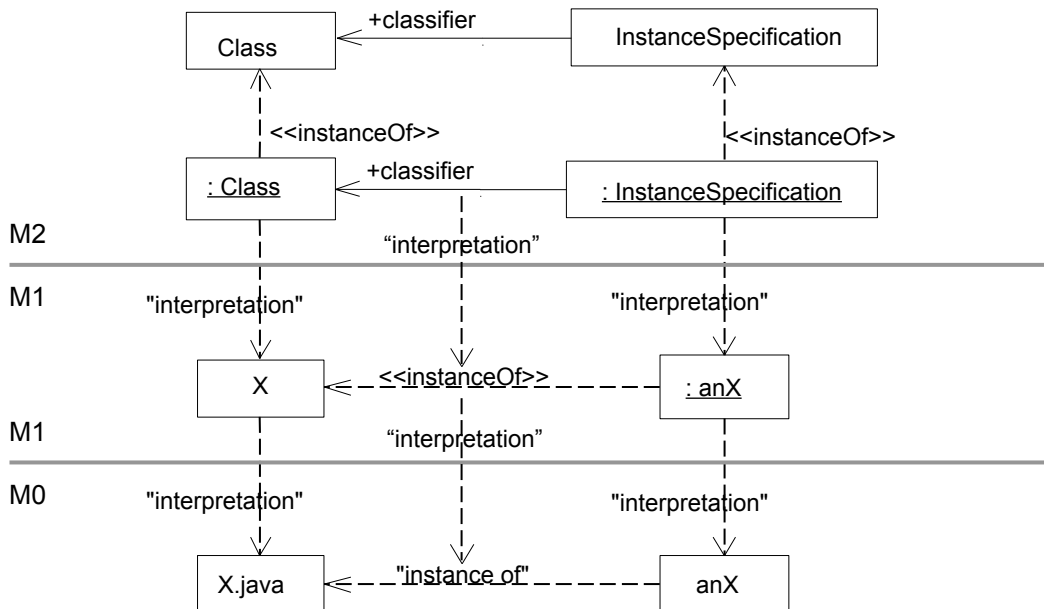 +classifier
Class
InstanceSpecification
<<instanceOf>>
<<instanceOf>>
+classifier
: Class
: InstanceSpecification
M2
“interpretation”
M1
"interpretation"
"interpretation"
X
<<instanceOf>>
: anX
M1
“interpretation”
M0
"interpretation"
"interpretation"
X.java
"instance of"
anX